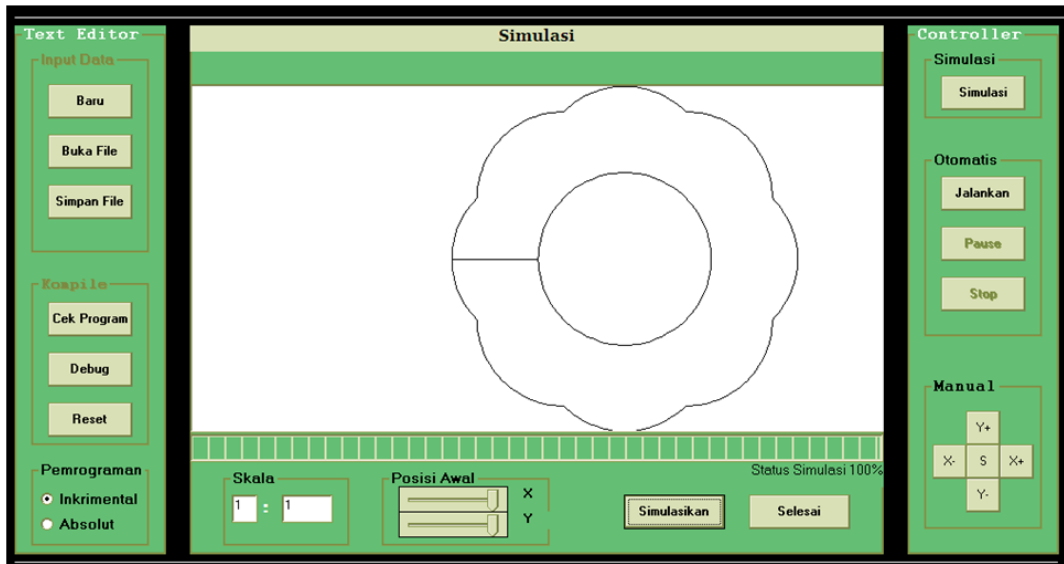 Text Editor
Input Data
Baru
Buka File
Simpan File
Kompile
Cek Program
Debug
Reset
Pemrograman
Inkrimental
Absolut
Simulasi
Status Simulasi 100%
Skala
1 : 1
Posisi Awal
X
Y
Simulasikan
Selesai
Controller
Simulasi
Simulasi
Otomatis
Jalankan
Pause
Stop
Manual
Y+
X- S X+
Y-